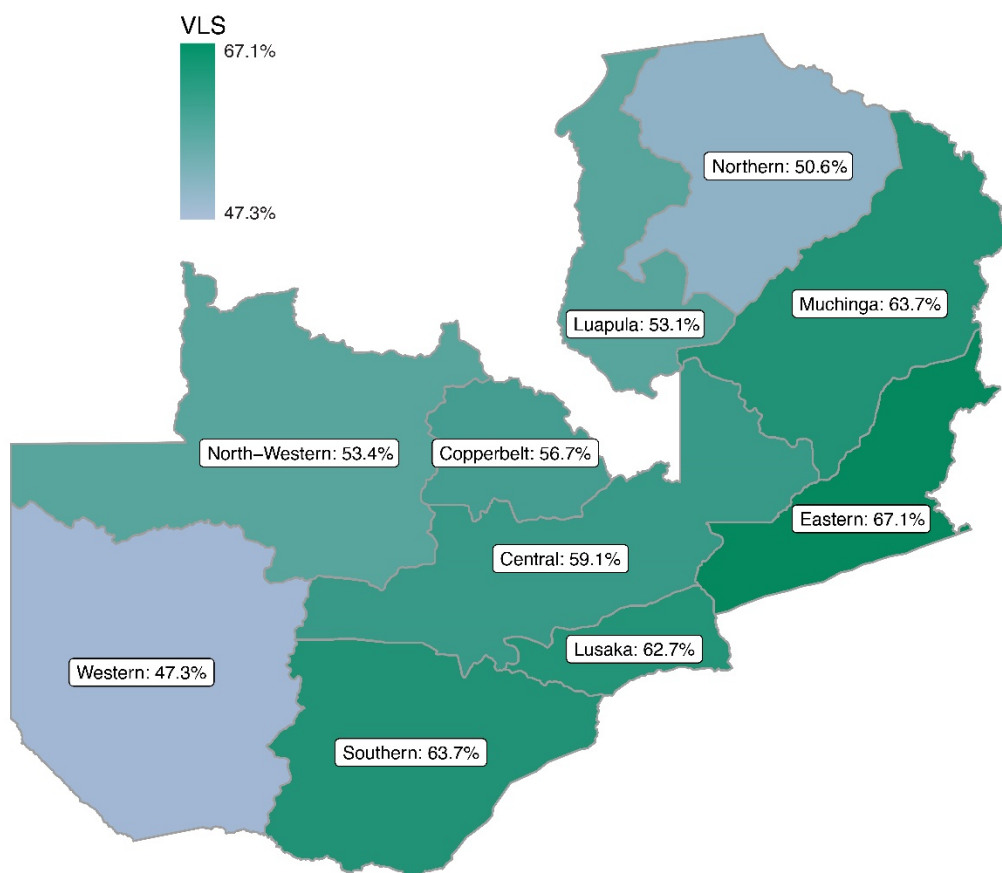 VLS
67.1%
47.3%
Northern: 50.6%
Muchinga: 63.7%
Luapula: 53.1%
North–Western: 53.4%
Copperbelt: 56.7%
Eastern: 67.1%
Central: 59.1%
Lusaka: 62.7%
Western: 47.3%
Southern: 63.7%